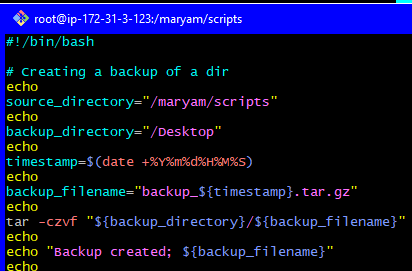 root@ip-172-31-3-123:/maryam/scripts
#!/bin/bash
# Creating a backup of a dir
echo
source_directory="/maryam/scripts"
echo
backup_directory="/Desktop"
echo
timestamp=$(date +%Y%m%d%H%M%S)
echo
backup_filename="backup_${timestamp}.tar.gz"
echo
tar -czvf "${backup_directory}/${backup_filename}"
echo
echo "Backup created; ${backup_filename}"
echo